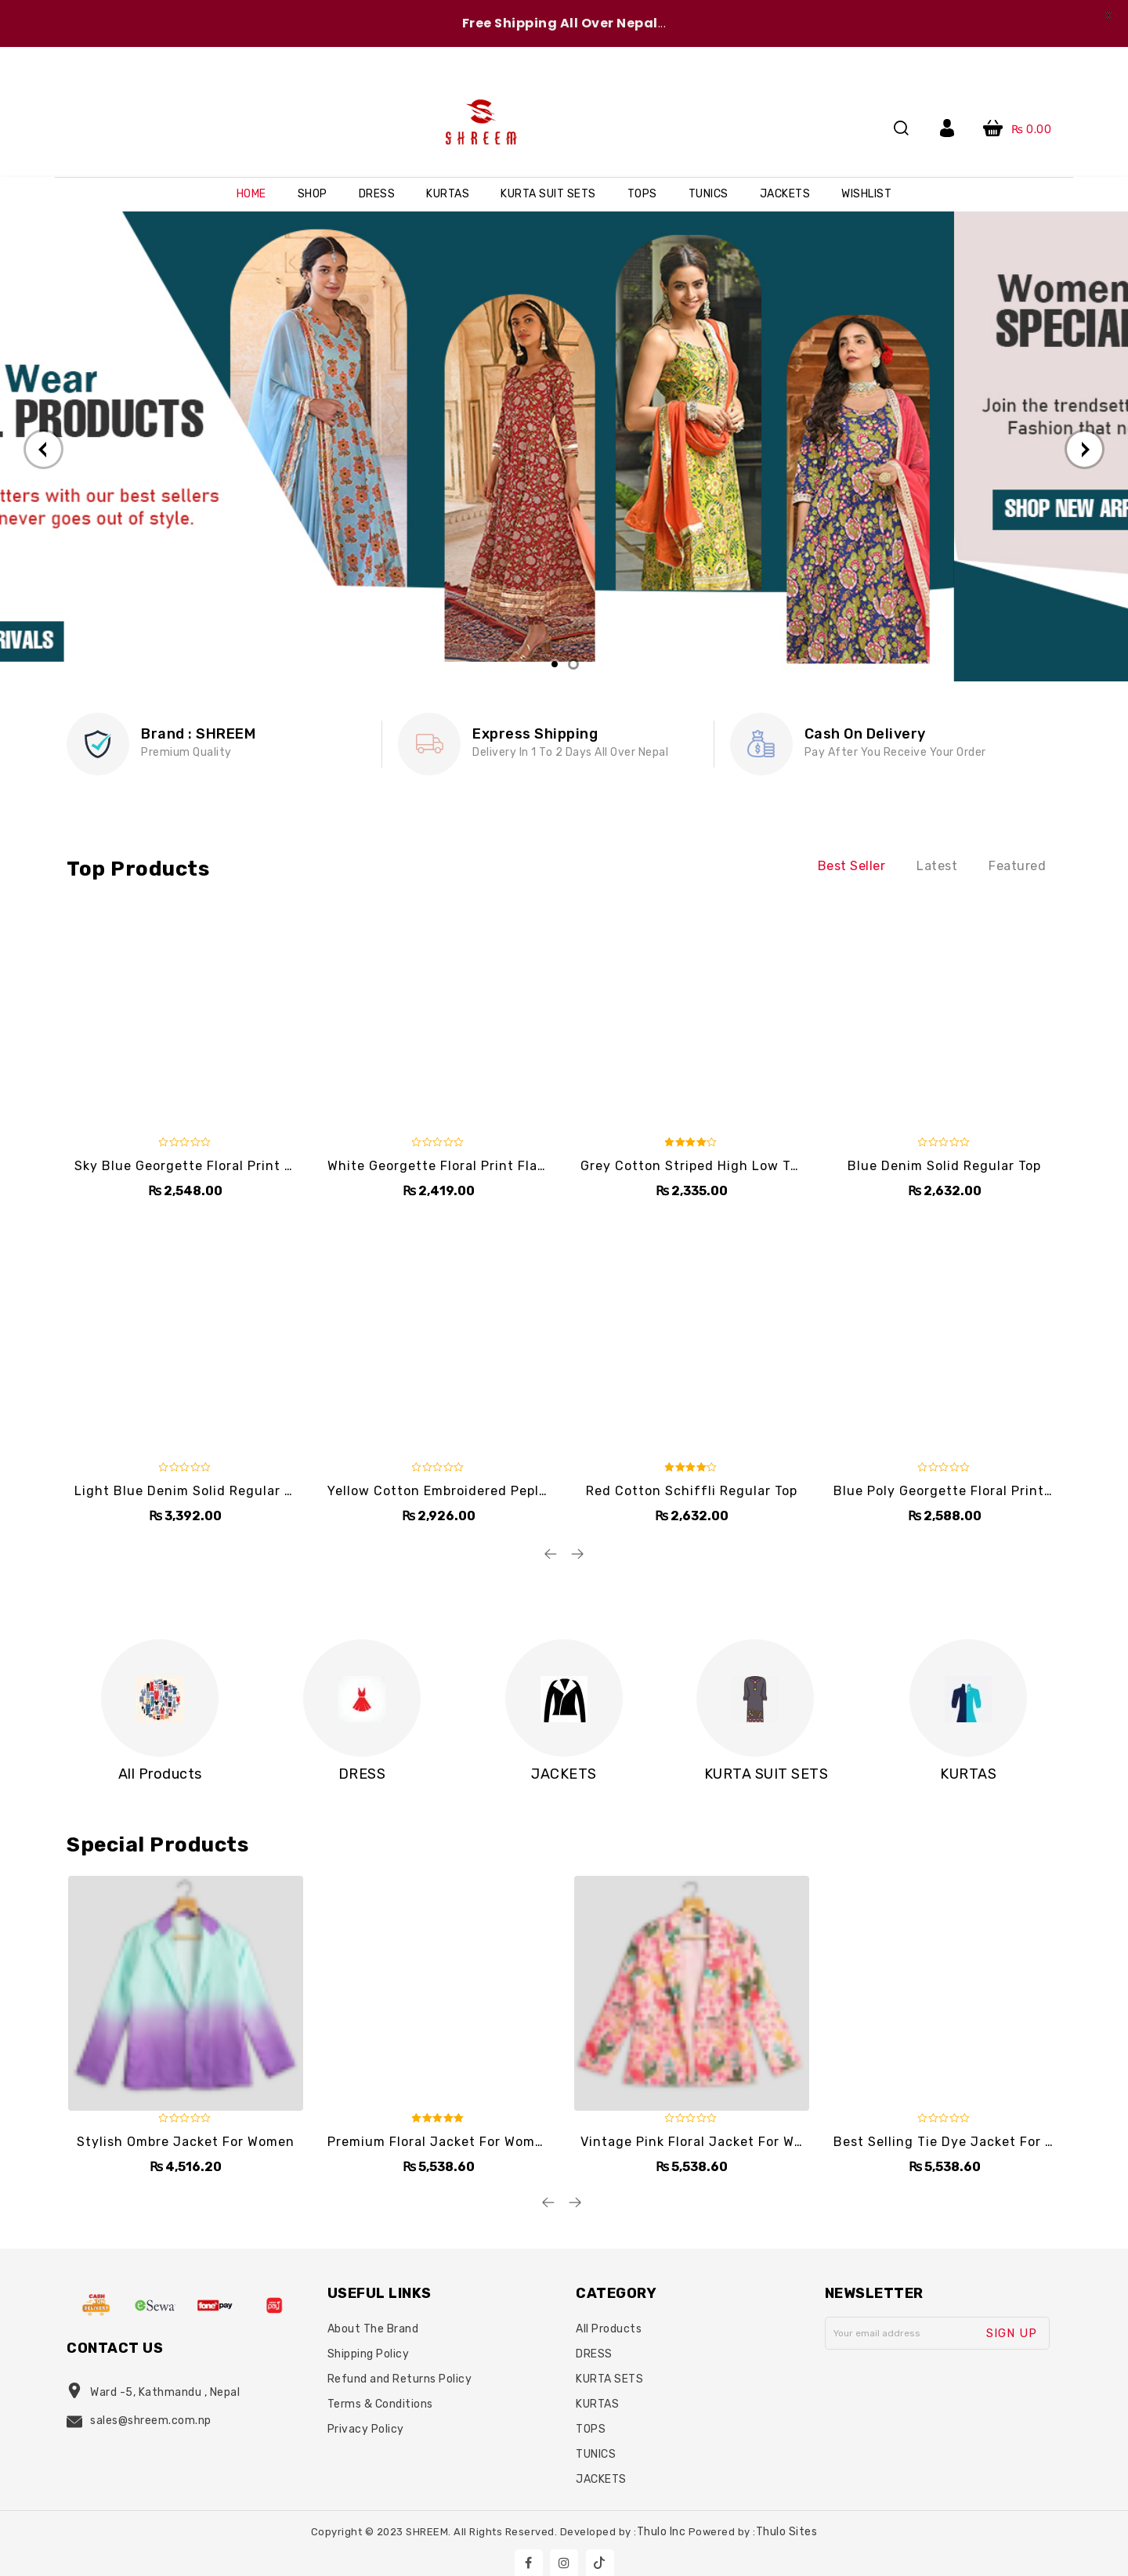 Free Shipping All Over Nepal...
SHREEM
₨ 0.00
HOME SHOP DRESS KURTAS KURTA SUIT SETS TOPS TUNICS JACKETS WISHLIST
Wear
PRODUCTS
tters with our best sellers
never goes out of style.
RIVALS
Women
SPECIAL
Join the trendsett
Fashion that n
SHOP NEW ARR
Brand : SHREEM
Premium Quality
Express Shipping
Delivery In 1 To 2 Days All Over Nepal
Cash On Delivery
Pay After You Receive Your Order
Top Products
Best Seller Latest Featured
Sky Blue Georgette Floral Print ...
₨ 2,548.00
White Georgette Floral Print Fla...
₨ 2,419.00
Grey Cotton Striped High Low T...
₨ 2,335.00
Blue Denim Solid Regular Top
₨ 2,632.00
Light Blue Denim Solid Regular ...
₨ 3,392.00
Yellow Cotton Embroidered Pepl...
₨ 2,926.00
Red Cotton Schiffli Regular Top
₨ 2,632.00
Blue Poly Georgette Floral Print...
₨ 2,588.00
All Products
DRESS
JACKETS
KURTA SUIT SETS
KURTAS
Special Products
Stylish Ombre Jacket For Women
₨ 4,516.20
Premium Floral Jacket For Wom...
₨ 5,538.60
Vintage Pink Floral Jacket For W...
₨ 5,538.60
Best Selling Tie Dye Jacket For ...
₨ 5,538.60
CASH ON DELIVERY
eSewa
fonepay
pay
CONTACT US
Ward -5, Kathmandu , Nepal
sales@shreem.com.np
USEFUL LINKS
About The Brand
Shipping Policy
Refund and Returns Policy
Terms & Conditions
Privacy Policy
CATEGORY
All Products
DRESS
KURTA SETS
KURTAS
TOPS
TUNICS
JACKETS
NEWSLETTER
Your email address
SIGN UP
Copyright © 2023 SHREEM. All Rights Reserved. Developed by :Thulo Inc Powered by :Thulo Sites